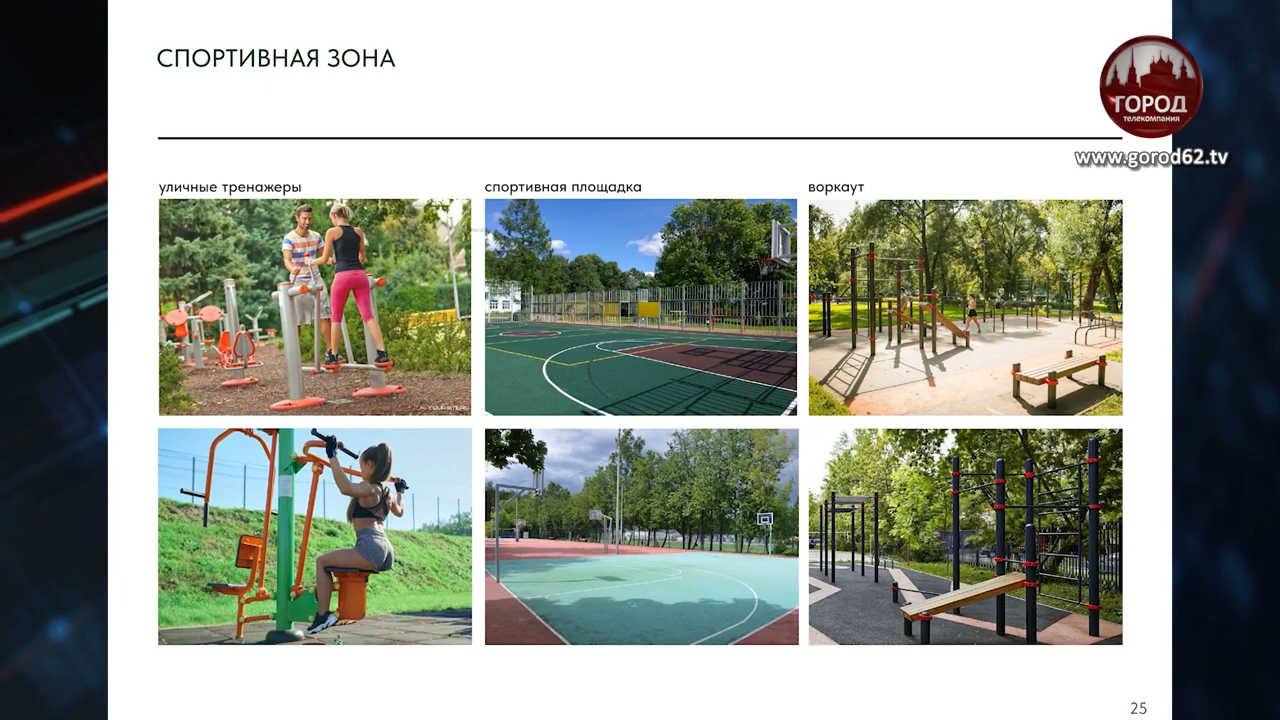 СПОРТИВНАЯ ЗОНА
ГОРОД
телекомпания
www.gorod62.tv
уличные тренажеры
спортивная площадка
воркаут
25